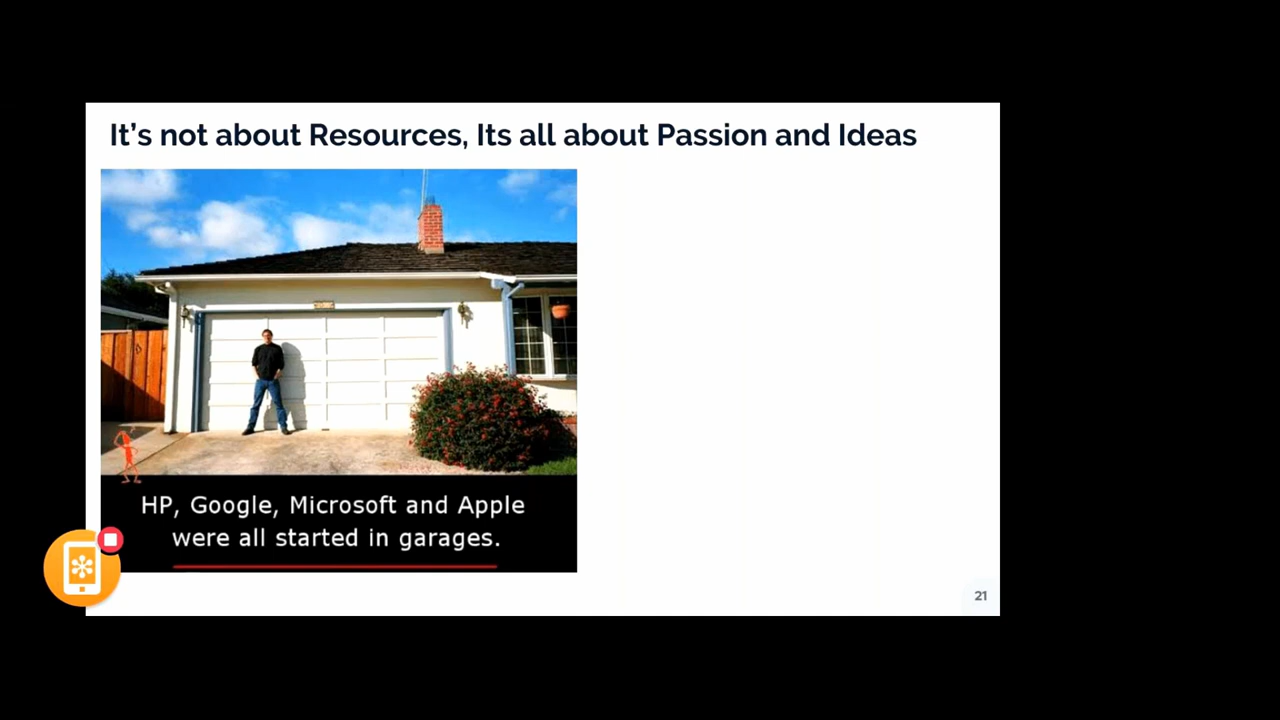 It's not about Resources, Its all about Passion and Ideas
HP, Google, Microsoft and Apple
were all started in garages.
21